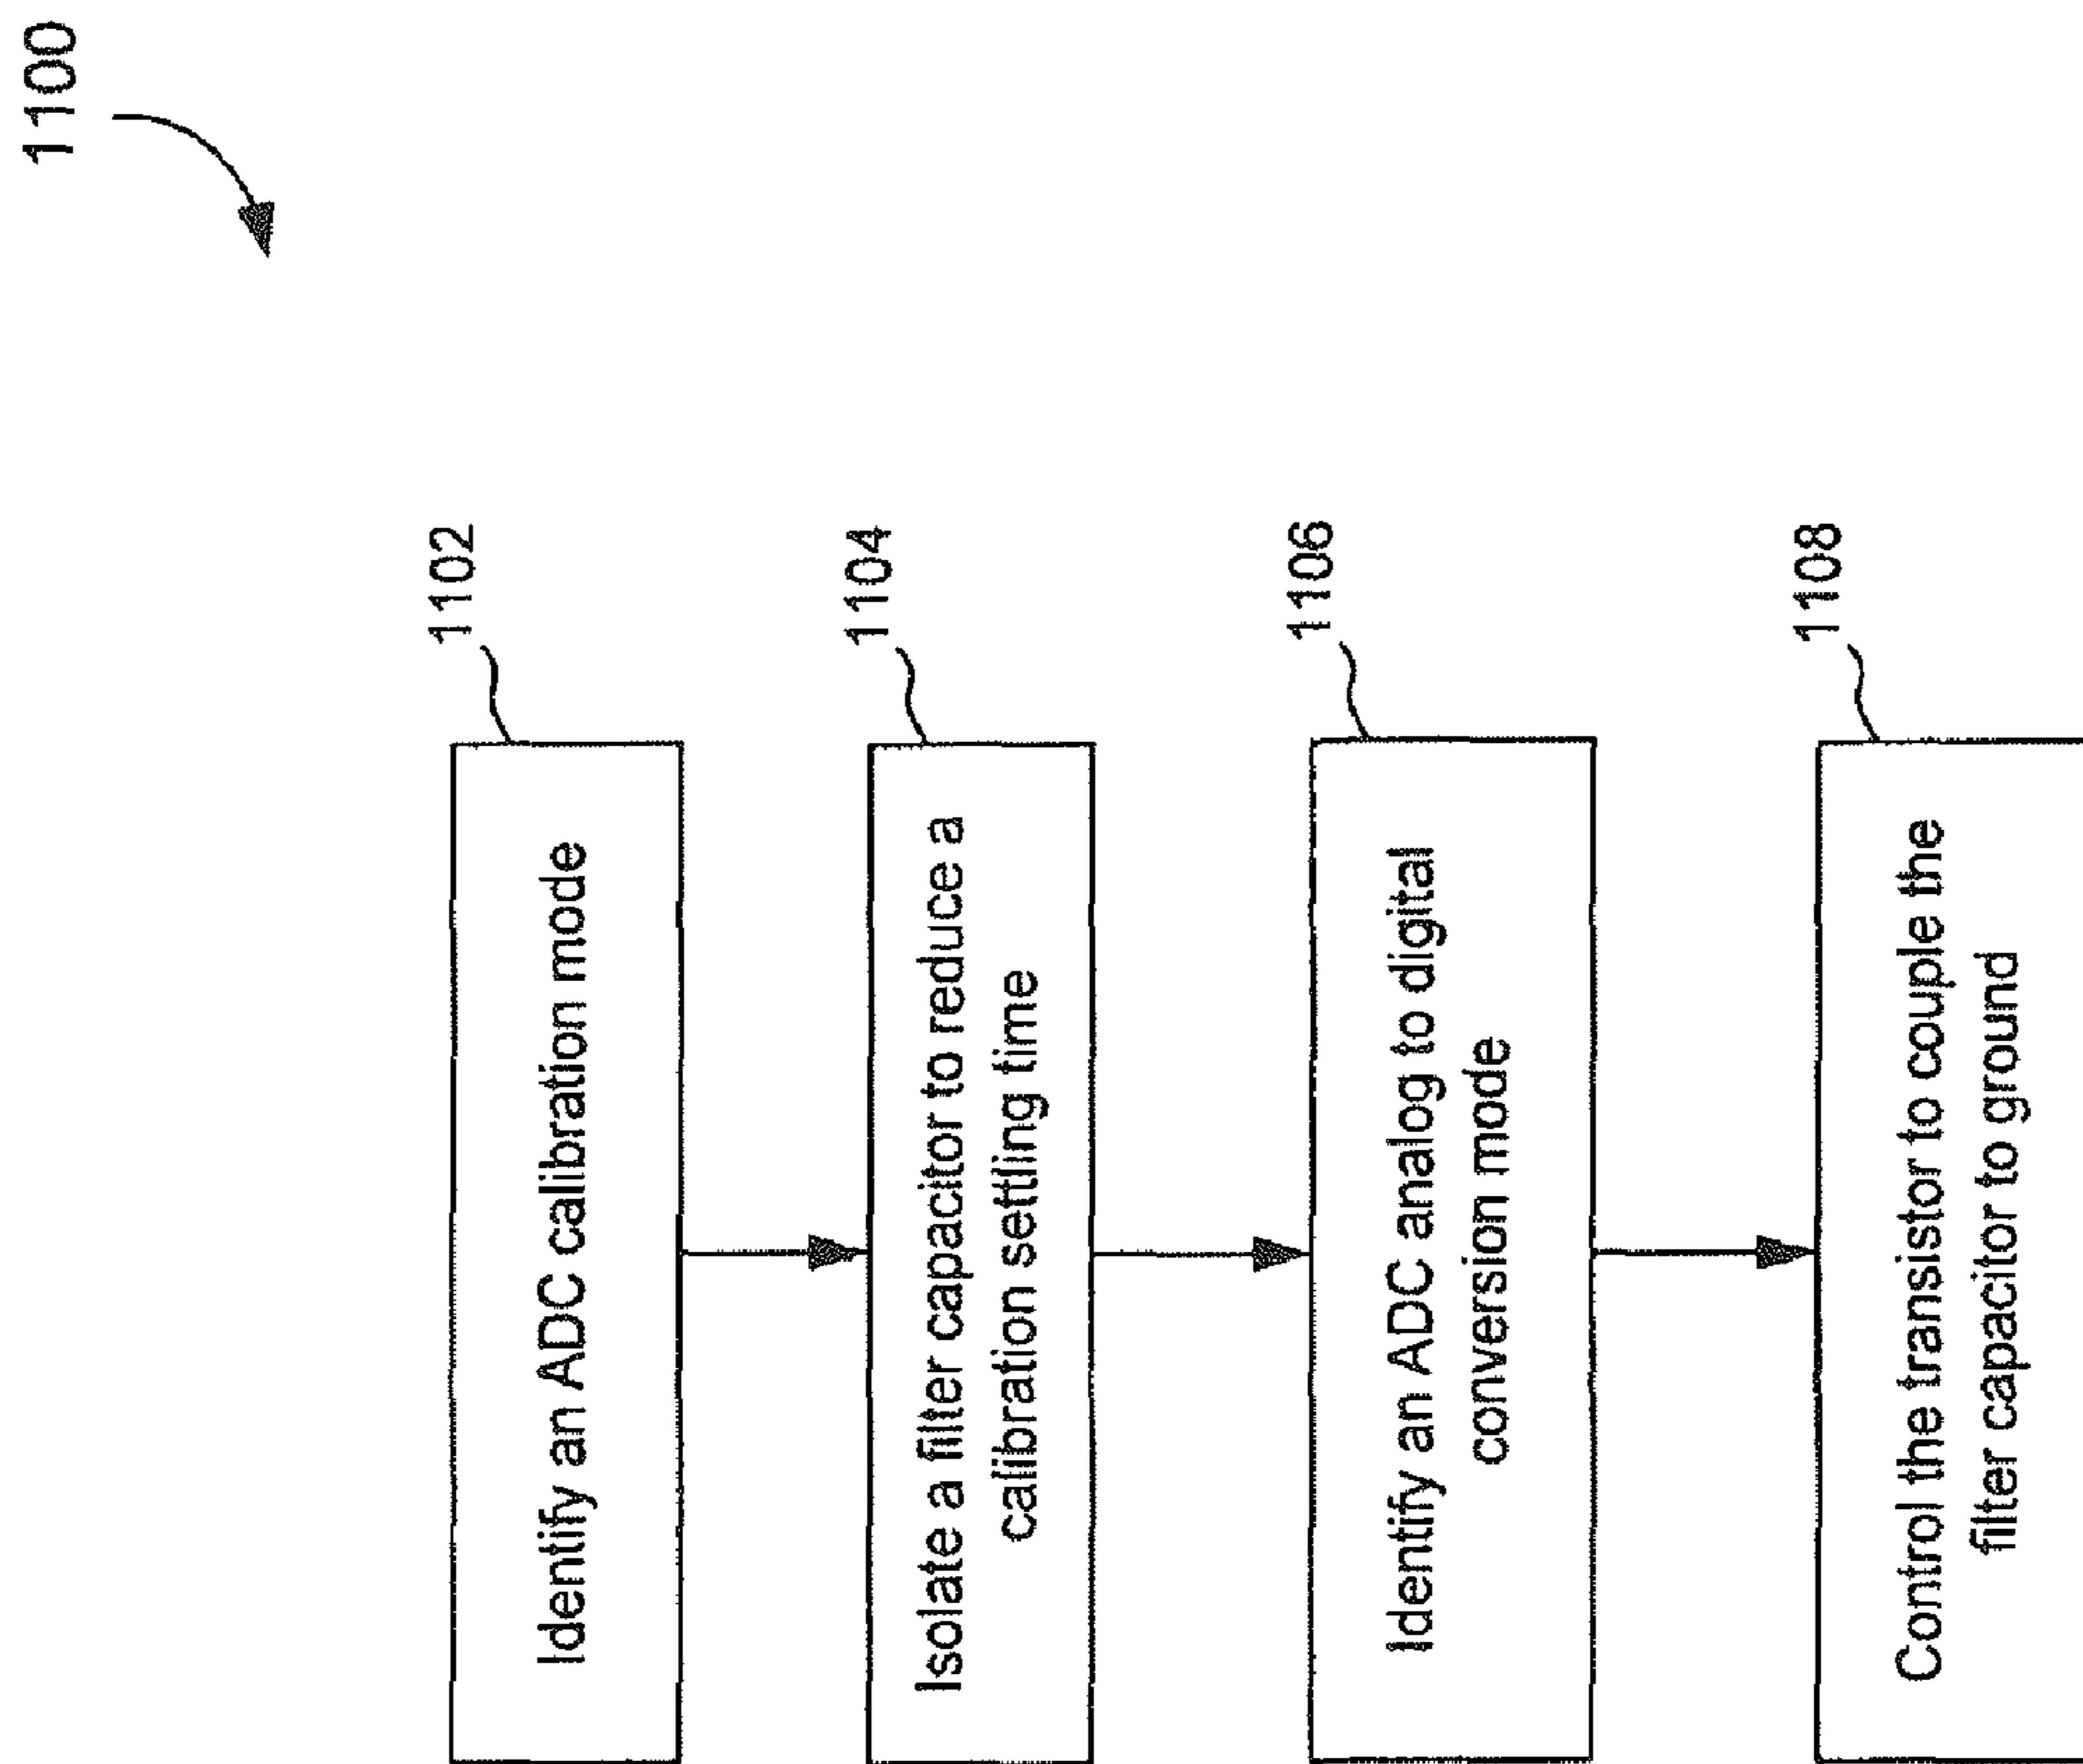 1100
1102
Identify an ADC calibration mode
1104
Isolate a filter capacitor to reduce a
calibration settling time
1106
Identify an ADC analog to digital
conversion mode
1108
Control the transistor to couple the
filter capacitor to ground